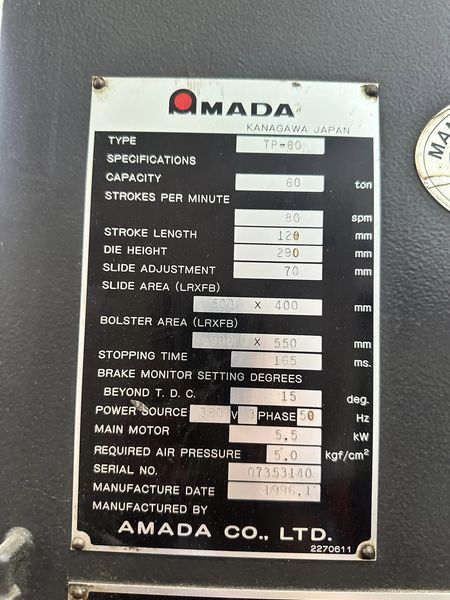 AMADA
KANAGAWA JAPAN
TYPE TP-60
SPECIFICATIONS
CAPACITY 60 ton
STROKES PER MINUTE
80 spm
STROKE LENGTH 120 mm
DIE HEIGHT 290 mm
SLIDE ADJUSTMENT 70 mm
SLIDE AREA (LRXFB)
500 X 400 mm
BOLSTER AREA (LRXFB)
X 550 mm
STOPPING TIME 165 ms.
BRAKE MONITOR SETTING DEGREES
BEYOND T. D. C. 15 deg.
POWER SOURCE 380 V 3 PHASE 50 Hz
MAIN MOTOR 5.5 kW
REQUIRED AIR PRESSURE 5.0 kgf/cm²
SERIAL NO. 07353140
MANUFACTURE DATE 1996.1
MANUFACTURED BY
AMADA CO., LTD.
2270611
MAN